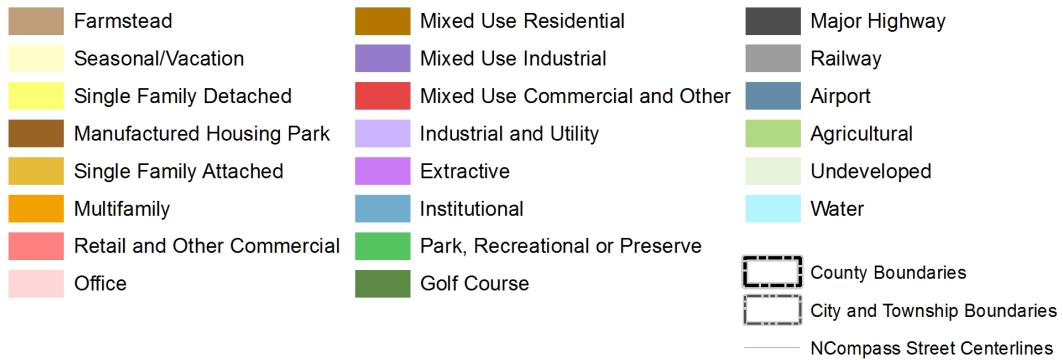 Farmstead
Seasonal/Vacation
Single Family Detached
Manufactured Housing Park
Single Family Attached
Multifamily
Retail and Other Commercial
Office
Mixed Use Residential
Mixed Use Industrial
Mixed Use Commercial and Other
Industrial and Utility
Extractive
Institutional
Park, Recreational or Preserve
Golf Course
Major Highway
Railway
Airport
Agricultural
Undeveloped
Water
County Boundaries
City and Township Boundaries
NCompass Street Centerlines